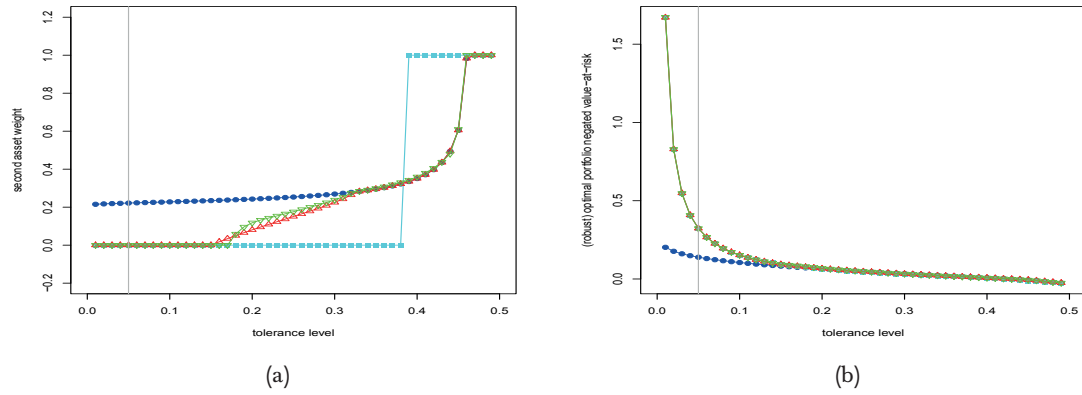 second asset weight
1.2
1.0
0.8
0.6
0.4
0.2
0.0
−0.2
0.0 0.1 0.2 0.3 0.4 0.5
tolerance level
(a)
(robust) optimal portfolio negated value−at−risk
1.5
1.0
0.5
0.0
0.0 0.1 0.2 0.3 0.4 0.5
tolerance level
(b)